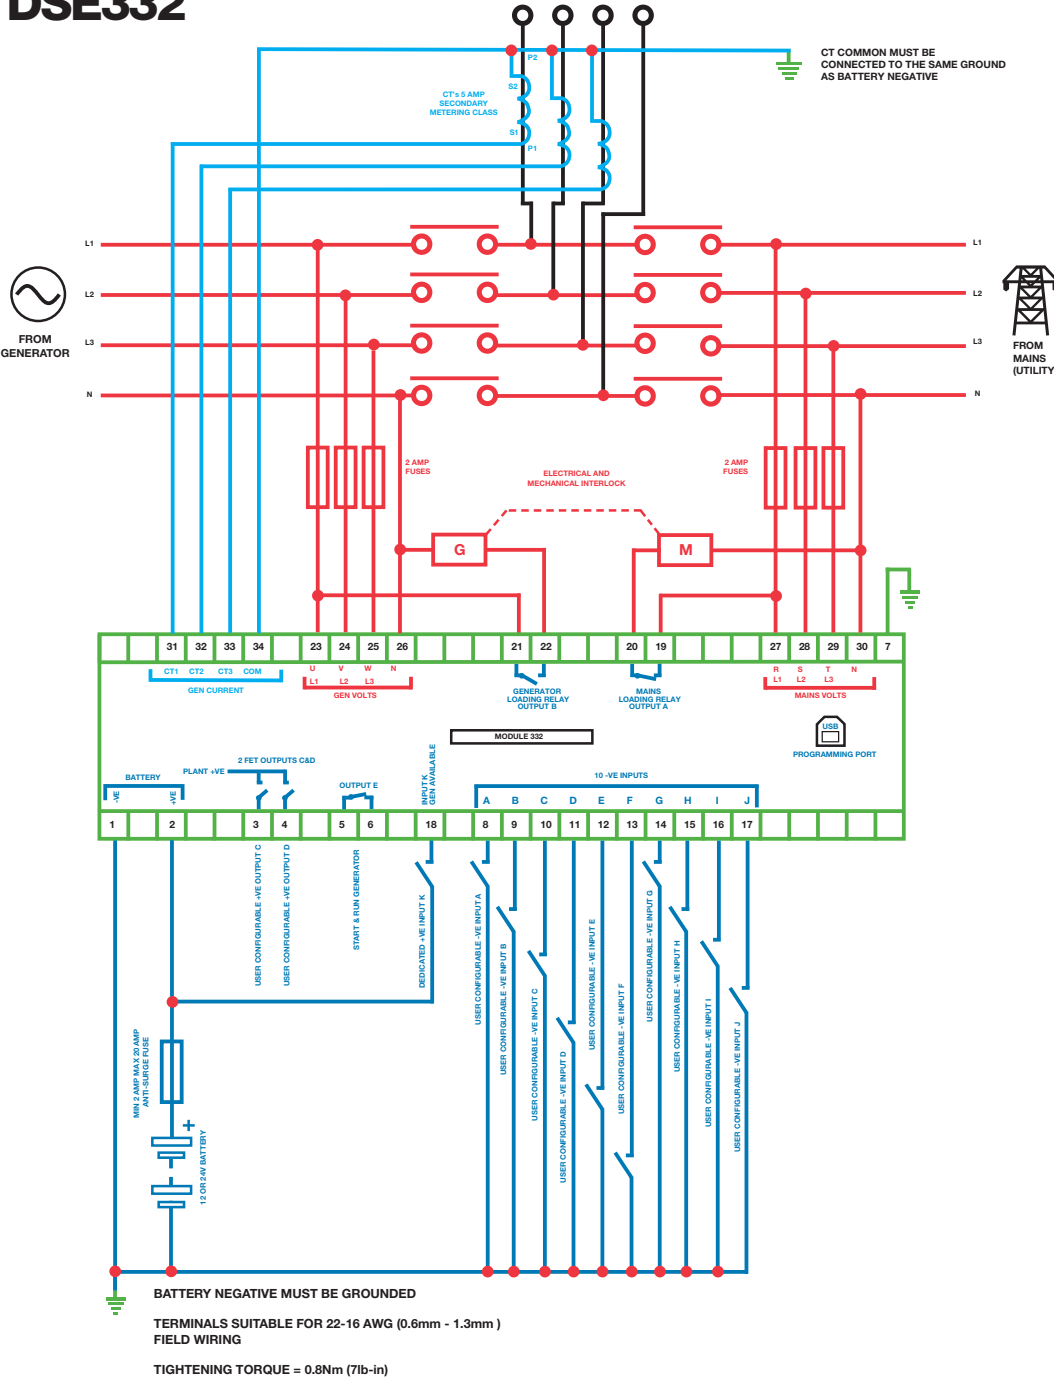 DSE332
CT COMMON MUST BE
CONNECTED TO THE SAME GROUND
AS BATTERY NEGATIVE
P2
S2
CT's 5 AMP
SECONDARY
METERING CLASS
S1
P1
L1
L1
L2
L2
L3
L3
N
N
FROM
GENERATOR
FROM
MAINS
(UTILITY
2 AMP
FUSES
2 AMP
FUSES
ELECTRICAL AND
MECHANICAL INTERLOCK
G
M
31 32 33 34 23 24 25 26 21 22 20 19 27 28 29 30 7
CT1 CT2 CT3 COM
GEN CURRENT
U V W N
L1 L2 L3
GEN VOLTS
GENERATOR
LOADING RELAY
OUTPUT B
MAINS
LOADING RELAY
OUTPUT A
R S T N
L1 L2 L3
MAINS VOLTS
MODULE 332
USB
PROGRAMMING PORT
BATTERY
-VE
+VE
PLANT +VE
2 FET OUTPUTS C&D
OUTPUT E
INPUT K
GEN AVAILABLE
10 -VE INPUTS
A B C D E F G H I J
1 2 3 4 5 6 18 8 9 10 11 12 13 14 15 16 17
USER CONFIGURABLE +VE OUTPUT C
USER CONFIGURABLE +VE OUTPUT D
START & RUN GENERATOR
DEDICATED +VE INPUT K
USER CONFIGURABLE -VE INPUT A
USER CONFIGURABLE -VE INPUT B
USER CONFIGURABLE -VE INPUT C
USER CONFIGURABLE -VE INPUT D
USER CONFIGURABLE -VE INPUT E
USER CONFIGURABLE -VE INPUT F
USER CONFIGURABLE -VE INPUT G
USER CONFIGURABLE -VE INPUT H
USER CONFIGURABLE -VE INPUT I
USER CONFIGURABLE -VE INPUT J
MIN 2 AMP MAX 20 AMP
ANTI-SURGE FUSE
+
12 OR 24V BATTERY
BATTERY NEGATIVE MUST BE GROUNDED
TERMINALS SUITABLE FOR 22-16 AWG (0.6mm - 1.3mm )
FIELD WIRING
TIGHTENING TORQUE = 0.8Nm (7lb-in)